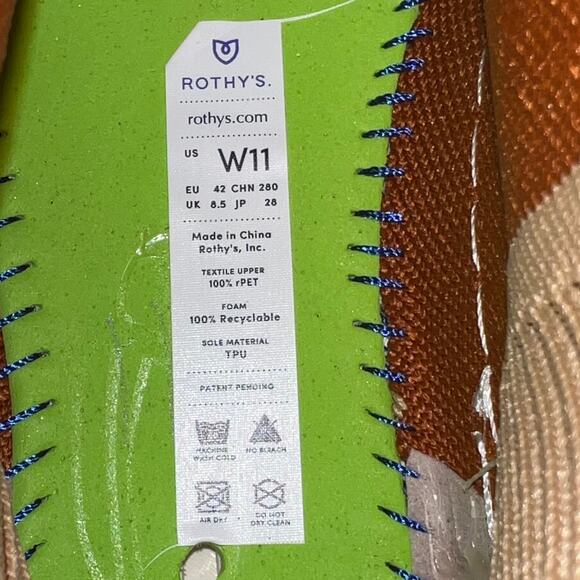 ROTHY'S.
rothys.com
US W11
EU 42 CHN 280
UK 8.5 JP 28
Made in China
Rothy's, Inc.
TEXTILE UPPER
100% rPET
FOAM
100% Recyclable
SOLE MATERIAL
TPU
PATENT PENDING
MACHINE NO BLEACH
WASH COLD
AIR DRY DO NOT
DRY CLEAN